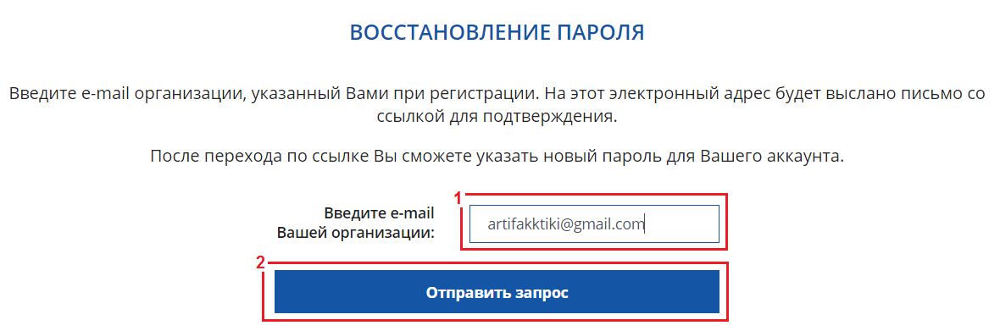 ВОССТАНОВЛЕНИЕ ПАРОЛЯ
Введите e-mail организации, указанный Вами при регистрации. На этот электронный адрес будет выслано письмо со
ссылкой для подтверждения.
После перехода по ссылке Вы сможете указать новый пароль для Вашего аккаунта.
Введите e-mail
Вашей организации:
1
artifakktiki@gmail.com
2
Отправить запрос